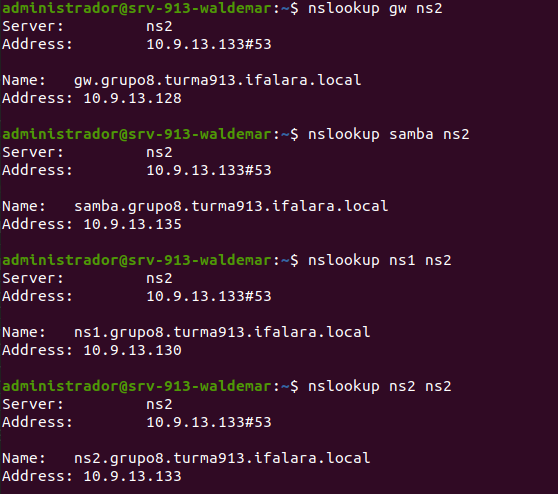 administrador@srv-913-waldemar:~$ nslookup gw ns2
Server:         ns2
Address:        10.9.13.133#53
Name:   gw.grupo8.turma913.ifalara.local
Address: 10.9.13.128
administrador@srv-913-waldemar:~$ nslookup samba ns2
Server:         ns2
Address:        10.9.13.133#53
Name:   samba.grupo8.turma913.ifalara.local
Address: 10.9.13.135
administrador@srv-913-waldemar:~$ nslookup ns1 ns2
Server:         ns2
Address:        10.9.13.133#53
Name:   ns1.grupo8.turma913.ifalara.local
Address: 10.9.13.130
administrador@srv-913-waldemar:~$ nslookup ns2 ns2
Server:         ns2
Address:        10.9.13.133#53
Name:   ns2.grupo8.turma913.ifalara.local
Address: 10.9.13.133